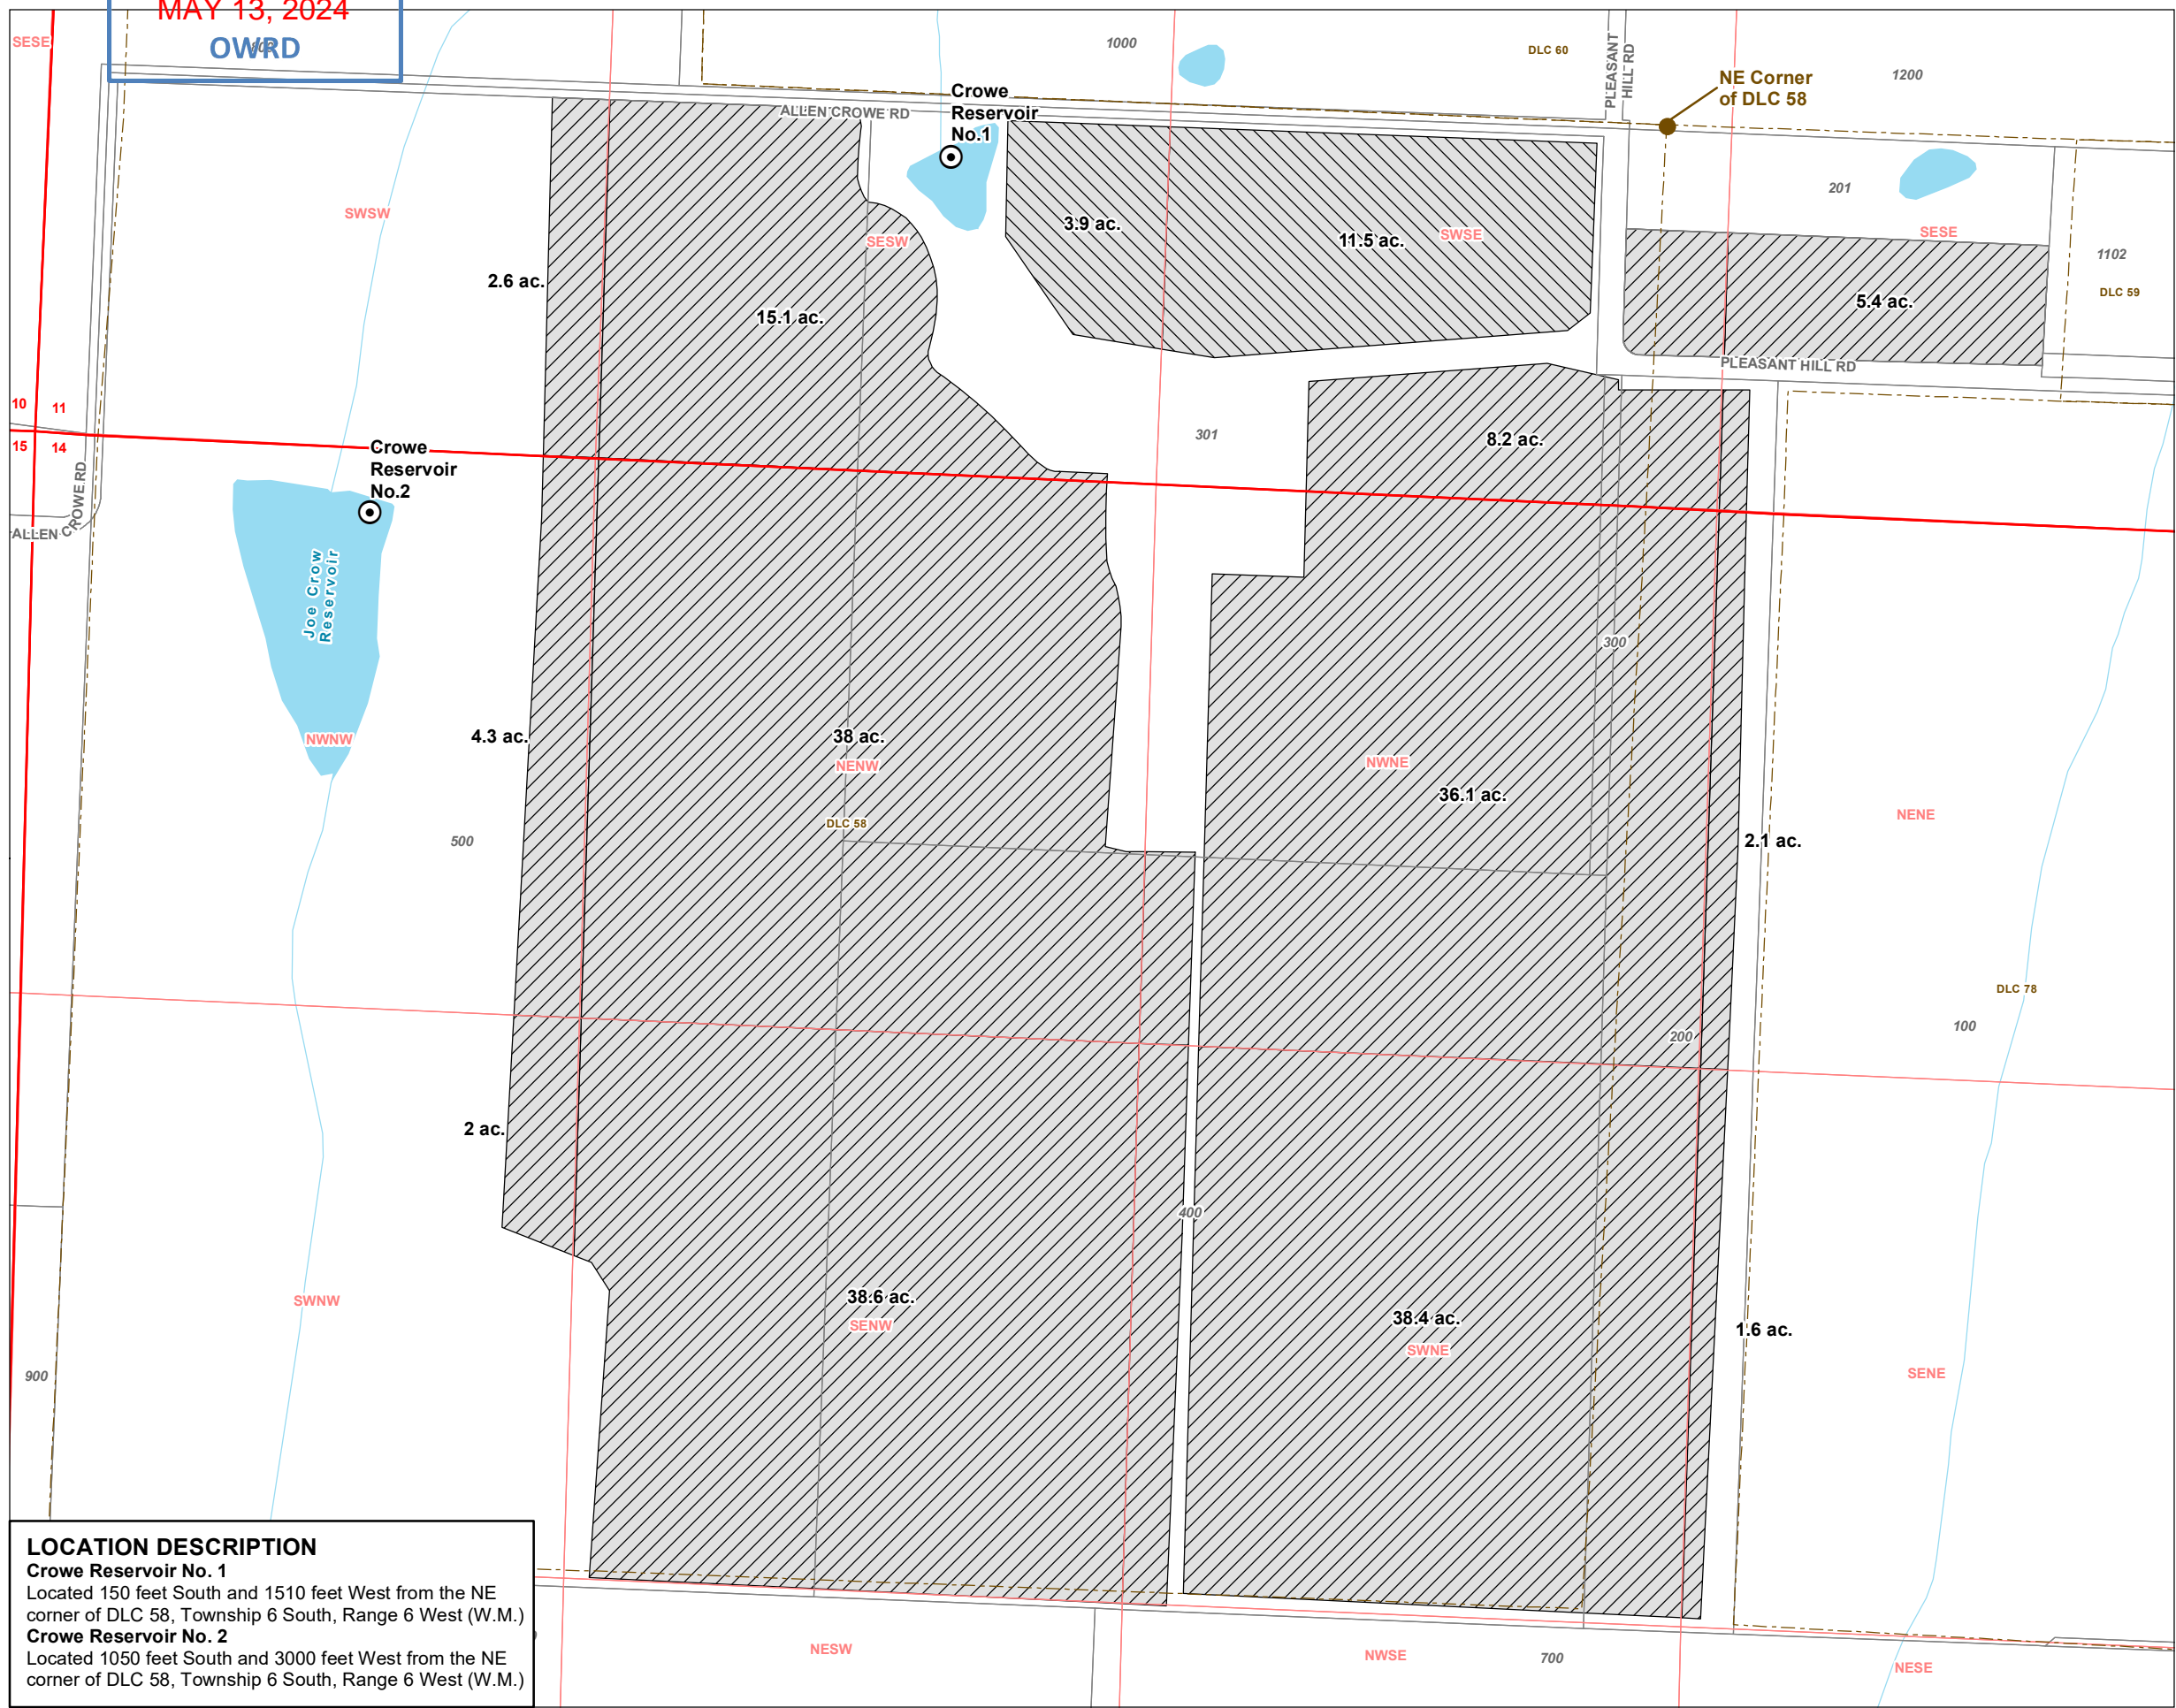 MAY 13, 2024
OWRD
SESE
800
1000
DLC 60
PLEASANT
HILL RD
NE Corner
of DLC 58
1200
ALLEN CROWE RD
Crowe
Reservoir
No.1
201
SWSW
SESW
3.9 ac.
11.5 ac.
SWSE
SESE
1102
DLC 59
2.6 ac.
15.1 ac.
5.4 ac.
PLEASANT HILL RD
10
11
15
14
301
8.2 ac.
Crowe
Reservoir
No.2
ALLEN CROWE RD
Joe Crow
Reservoir
300
4.3 ac.
38 ac.
NWNW
NENW
NWNE
36.1 ac.
500
DLC 58
2.1 ac.
NENE
DLC 78
100
200
2 ac.
400
SWNW
38.6 ac.
SENW
38.4 ac.
SWNE
1.6 ac.
SENE
900
LOCATION DESCRIPTION
Crowe Reservoir No. 1
Located 150 feet South and 1510 feet West from the NE
corner of DLC 58, Township 6 South, Range 6 West (W.M.)
Crowe Reservoir No. 2
Located 1050 feet South and 3000 feet West from the NE
corner of DLC 58, Township 6 South, Range 6 West (W.M.)
NESW
NWSE
700
NESE